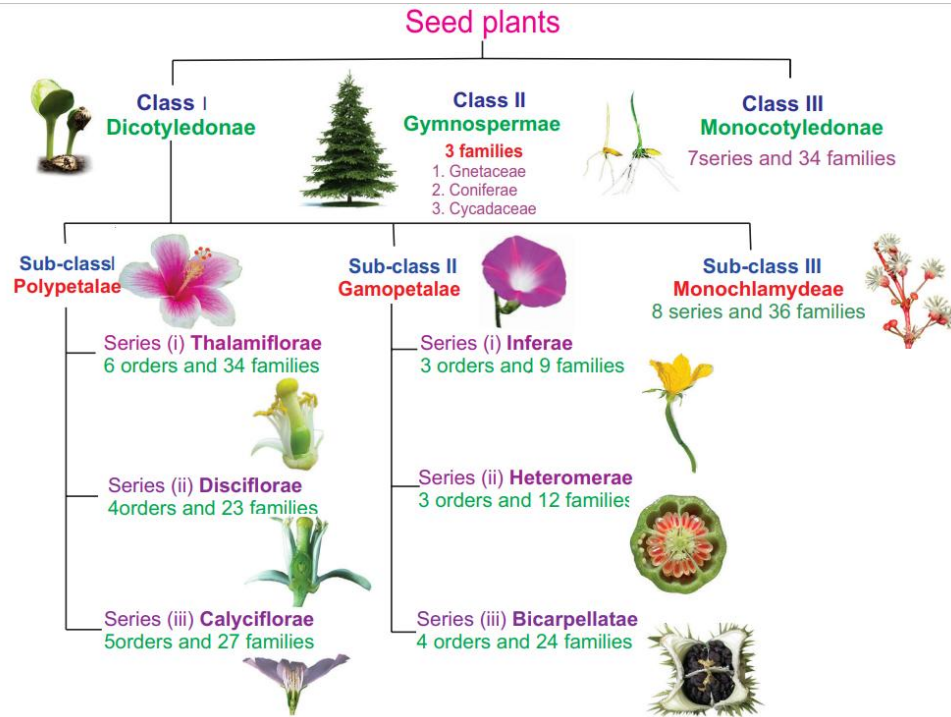 Seed plants
Class I
Dicotyledonae
Class II
Gymnospermae
3 families
1. Gnetaceae
2. Coniferae
3. Cycadaceae
Class III
Monocotyledonae
7series and 34 families
Sub-classI
Polypetalae
Sub-class II
Gamopetalae
Sub-class III
Monochlamydeae
8 series and 36 families
Series (i) Thalamiflorae
6 orders and 34 families
Series (i) Inferae
3 orders and 9 families
Series (ii) Disciflorae
4orders and 23 families
Series (ii) Heteromerae
3 orders and 12 families
Series (iii) Calyciflorae
5orders and 27 families
Series (iii) Bicarpellatae
4 orders and 24 families